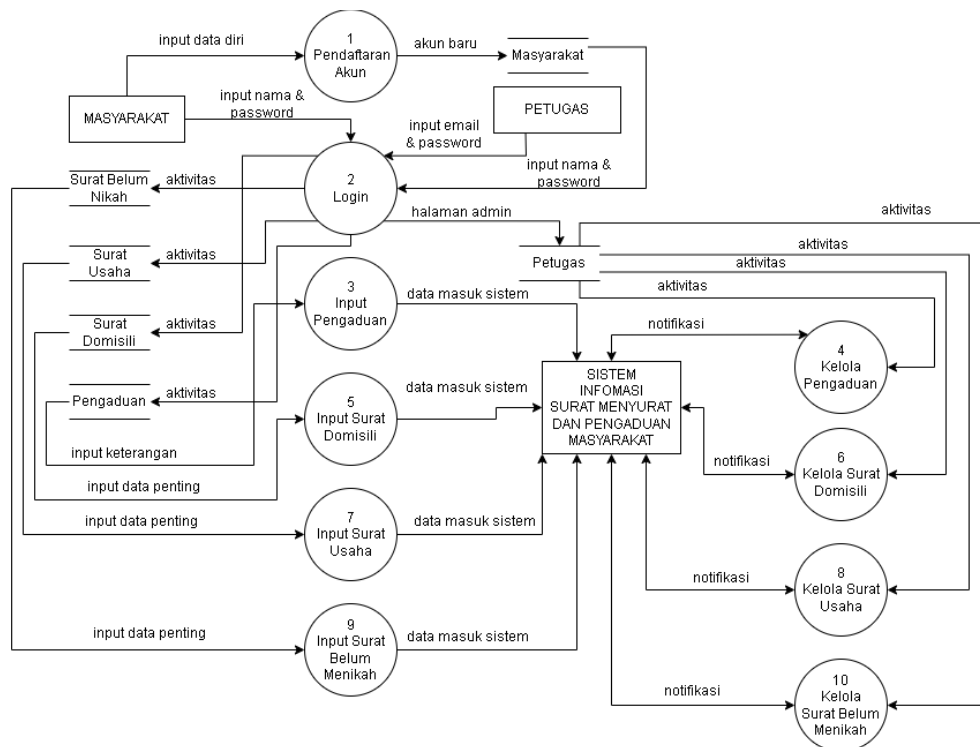 input data diri
1
Pendaftaran
Akun
akun baru
Masyarakat
MASYARAKAT
input nama &
password
PETUGAS
input email
& password
input nama &
password
Surat Belum
Nikah
aktivitas
2
Login
halaman admin
aktivitas
Surat
Usaha
aktivitas
Petugas
aktivitas
aktivitas
aktivitas
3
Input
Pengaduan
data masuk sistem
Surat
Domisili
aktivitas
notifikasi
4
Kelola
Pengaduan
SISTEM
INFOMASI
SURAT MENYURAT
DAN PENGADUAN
MASYARAKAT
Pengaduan
aktivitas
5
Input Surat
Domisili
data masuk sistem
input keterangan
input data penting
notifikasi
6
Kelola Surat
Domisili
input data penting
7
Input Surat
Usaha
data masuk sistem
notifikasi
8
Kelola Surat
Usaha
input data penting
9
Input Surat
Belum
Menikah
data masuk sistem
notifikasi
10
Kelola
Surat Belum
Menikah